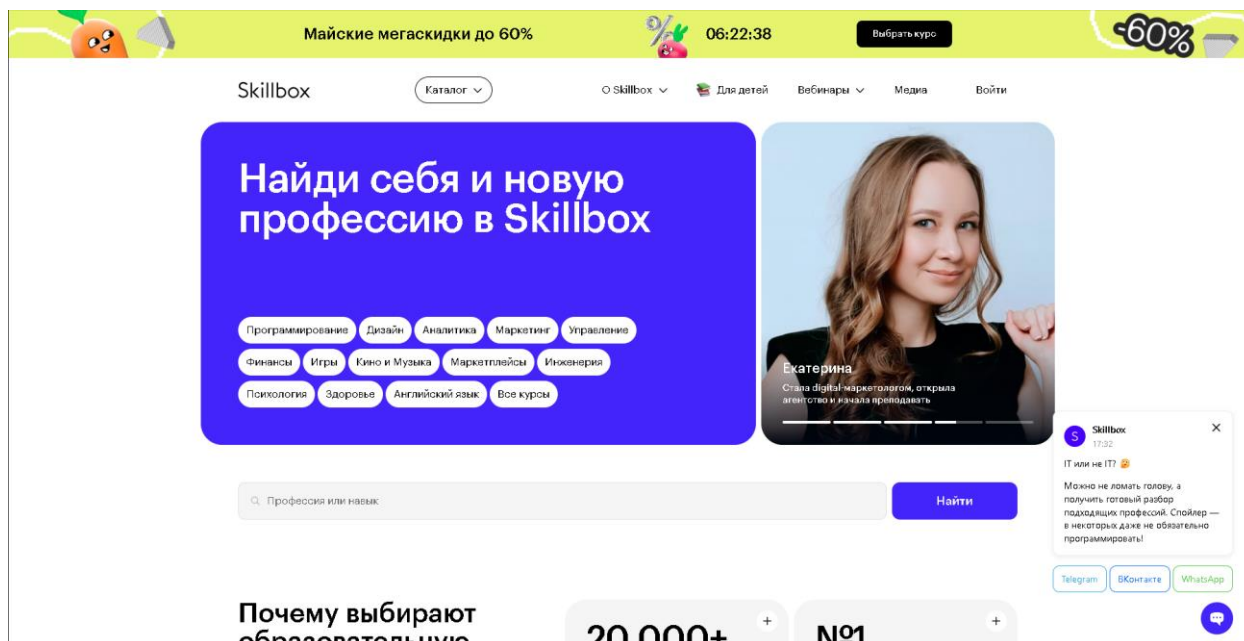 Майские мегаскидки до 60%
06:22:38
Выбрать курс
-60%
Skillbox
Каталог
О Skillbox
Для детей
Вебинары
Медиа
Войти
Найди себя и новую
профессию в Skillbox
Программирование
Дизайн
Аналитика
Маркетинг
Управление
Финансы
Игры
Кино и Музыка
Маркетплейсы
Инженерия
Психология
Здоровье
Английский язык
Все курсы
Екатерина
Стала digital-маркетологом, открыла
агентство и начала преподавать
Профессия или навык
Найти
S
Skillbox
17:32
IT или не IT?
Можно не ломать голову, а
получить готовый разбор
подходящих профессий. Спойлер —
в некоторых даже не обязательно
программировать!
Telegram
ВКонтакте
WhatsApp
Почему выбирают
образовательную
20 000+
+
№1
+